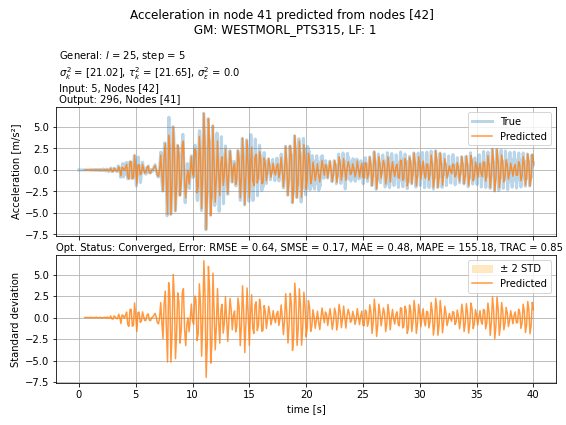 Acceleration in node 41 predicted from nodes [42]
GM: WESTMORL_PTS315, LF: 1
General: l = 25, step = 5
σ²ₖ = [21.02], τ²ₖ = [21.65], σ²ε = 0.0
Input: 5, Nodes [42]
Output: 296, Nodes [41]
Acceleration [m/s²]
5.0
2.5
0.0
−2.5
−5.0
−7.5
True
Predicted
Opt. Status: Converged, Error: RMSE = 0.64, SMSE = 0.17, MAE = 0.48, MAPE = 155.18, TRAC = 0.85
Standard deviation
5.0
2.5
0.0
−2.5
−5.0
−7.5
± 2 STD
Predicted
0 5 10 15 20 25 30 35 40
time [s]